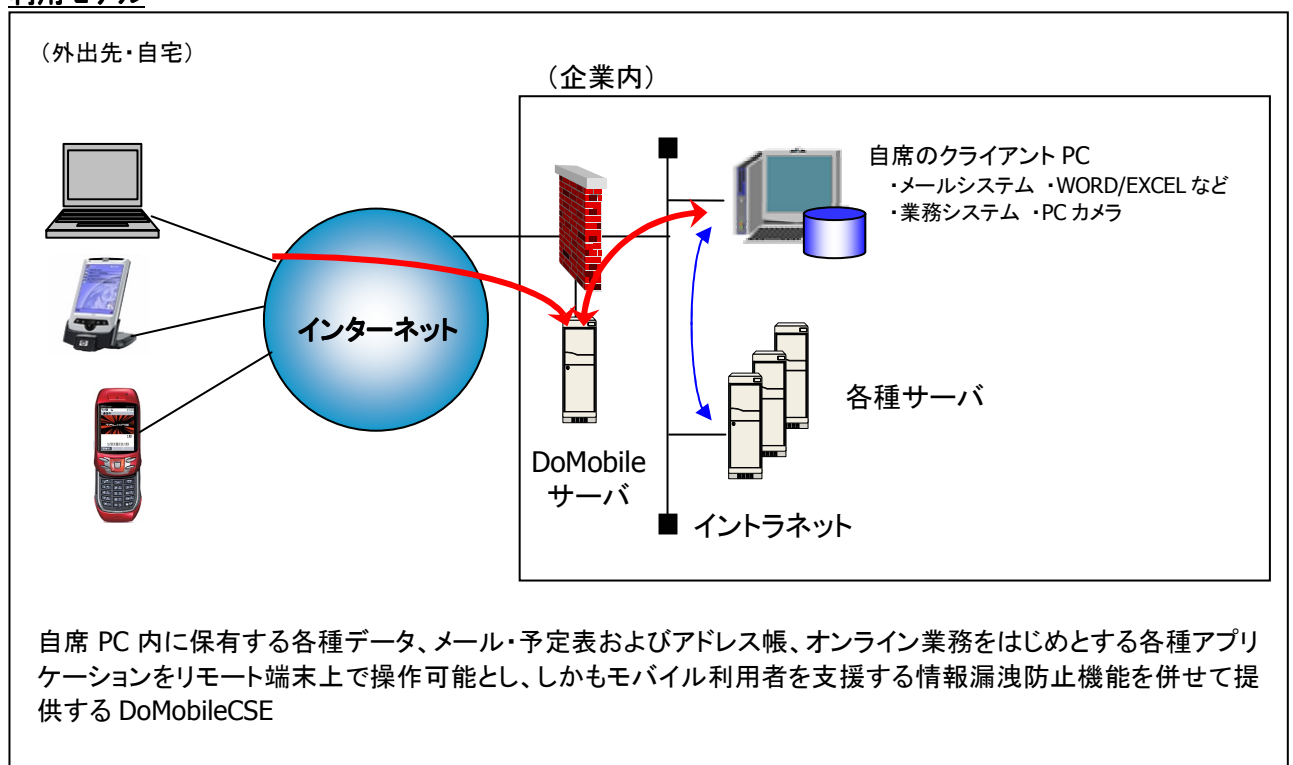 利用モデル
（外出先・自宅）
（企業内）
自席のクライアント PC
・メールシステム ・WORD/EXCEL など
・業務システム ・PC カメラ
インターネット
各種サーバ
DoMobile
サーバ
イントラネット
自席 PC 内に保有する各種データ、メール・予定表およびアドレス帳、オンライン業務をはじめとする各種アプリ
ケーションをリモート端末上で操作可能とし、しかもモバイル利用者を支援する情報漏洩防止機能を併せて提
供する DoMobileCSE